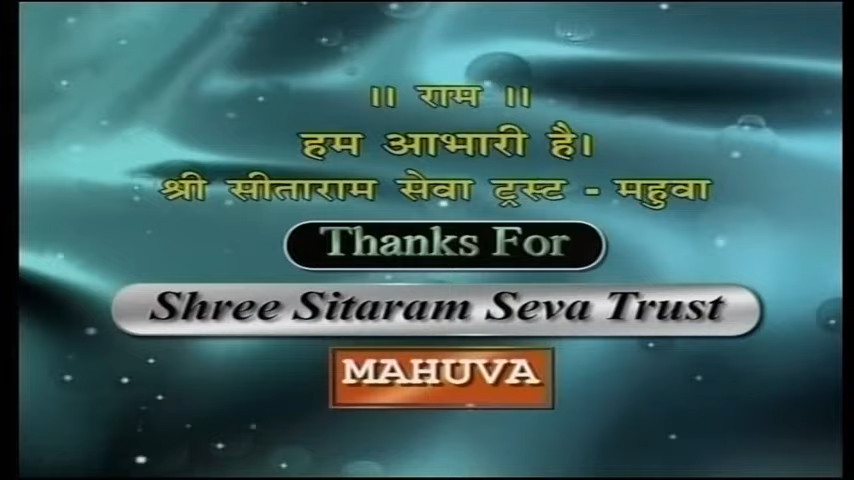 ।। राम ।।
हम आभारी है।
श्री सीताराम सेवा ट्रस्ट - महुवा
Thanks For
Shree Sitaram Seva Trust
MAHUVA